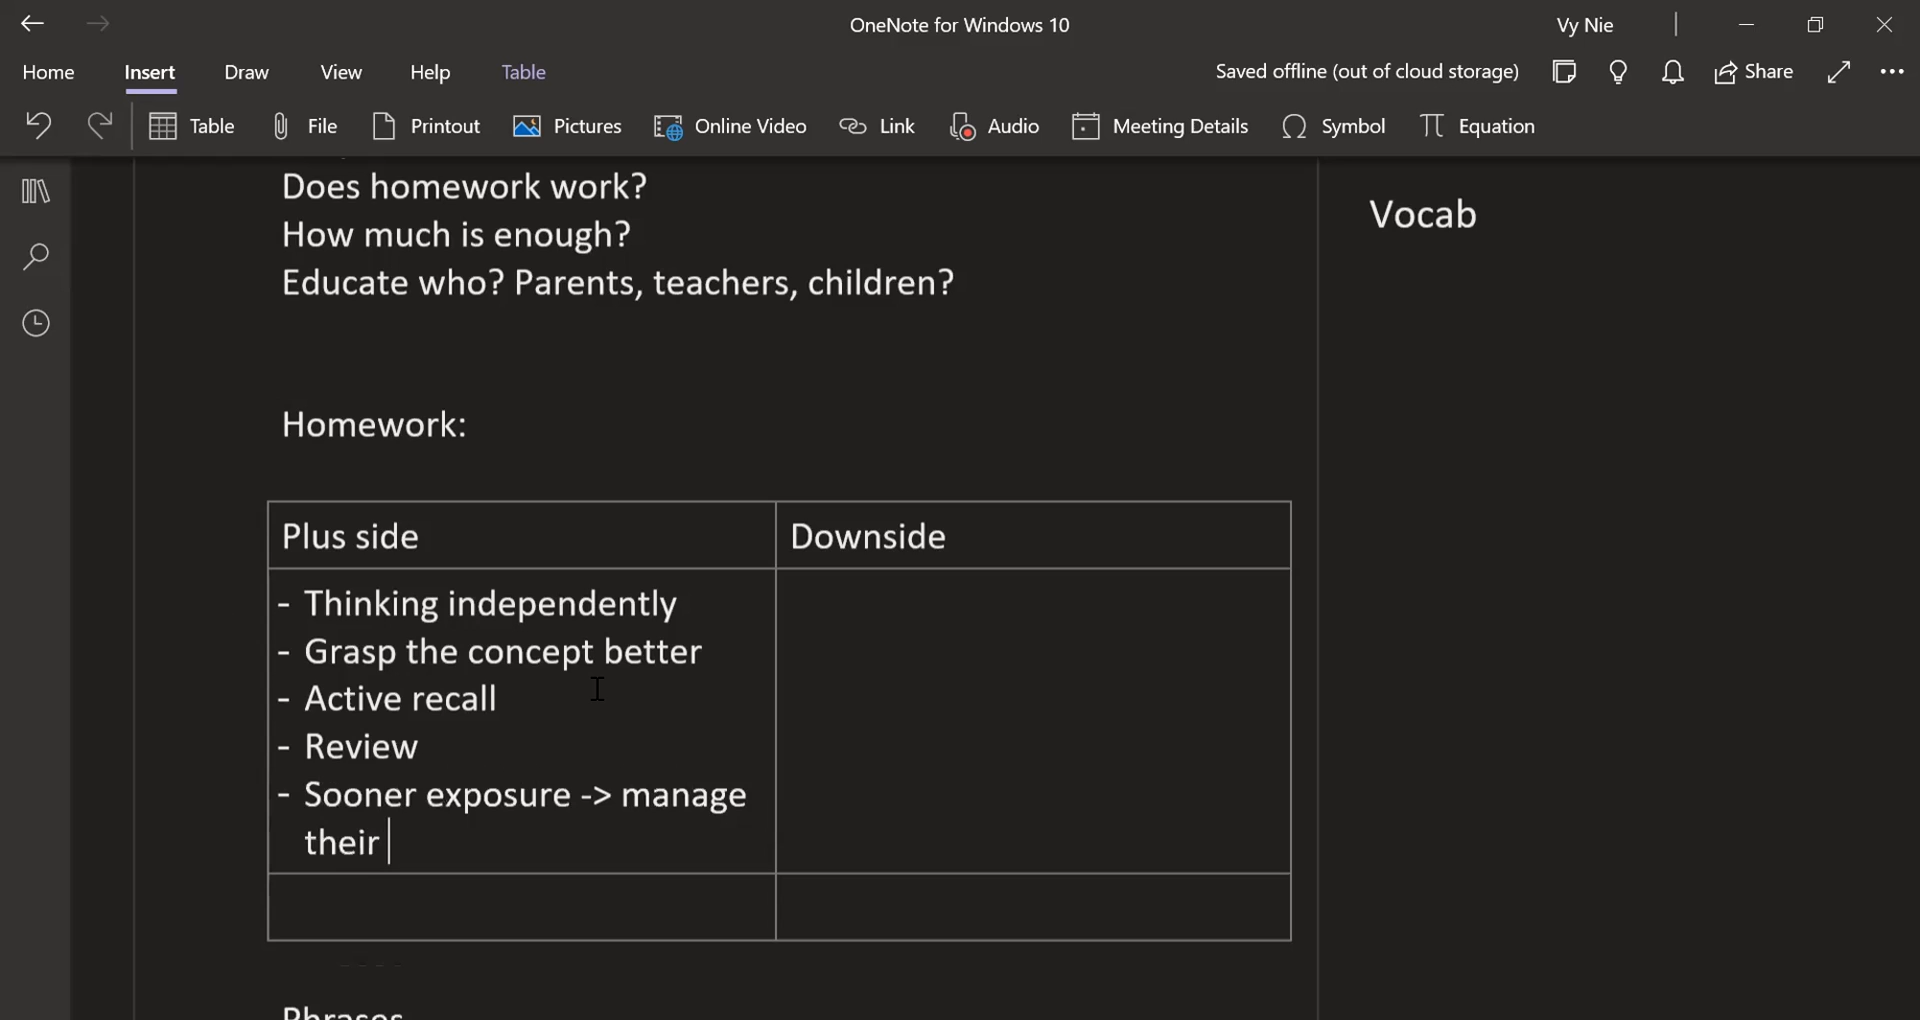 OneNote for Windows 10
Vy Nie
Home Insert Draw View Help Table
Saved offline (out of cloud storage)
Share
Table File Printout Pictures Online Video Link Audio Meeting Details Symbol Equation
Does homework work?
How much is enough?
Educate who? Parents, teachers, children?
Vocab
Homework:
Plus side
Downside
- Thinking independently
- Grasp the concept better
- Active recall
- Review
- Sooner exposure -> manage
their
Phrases